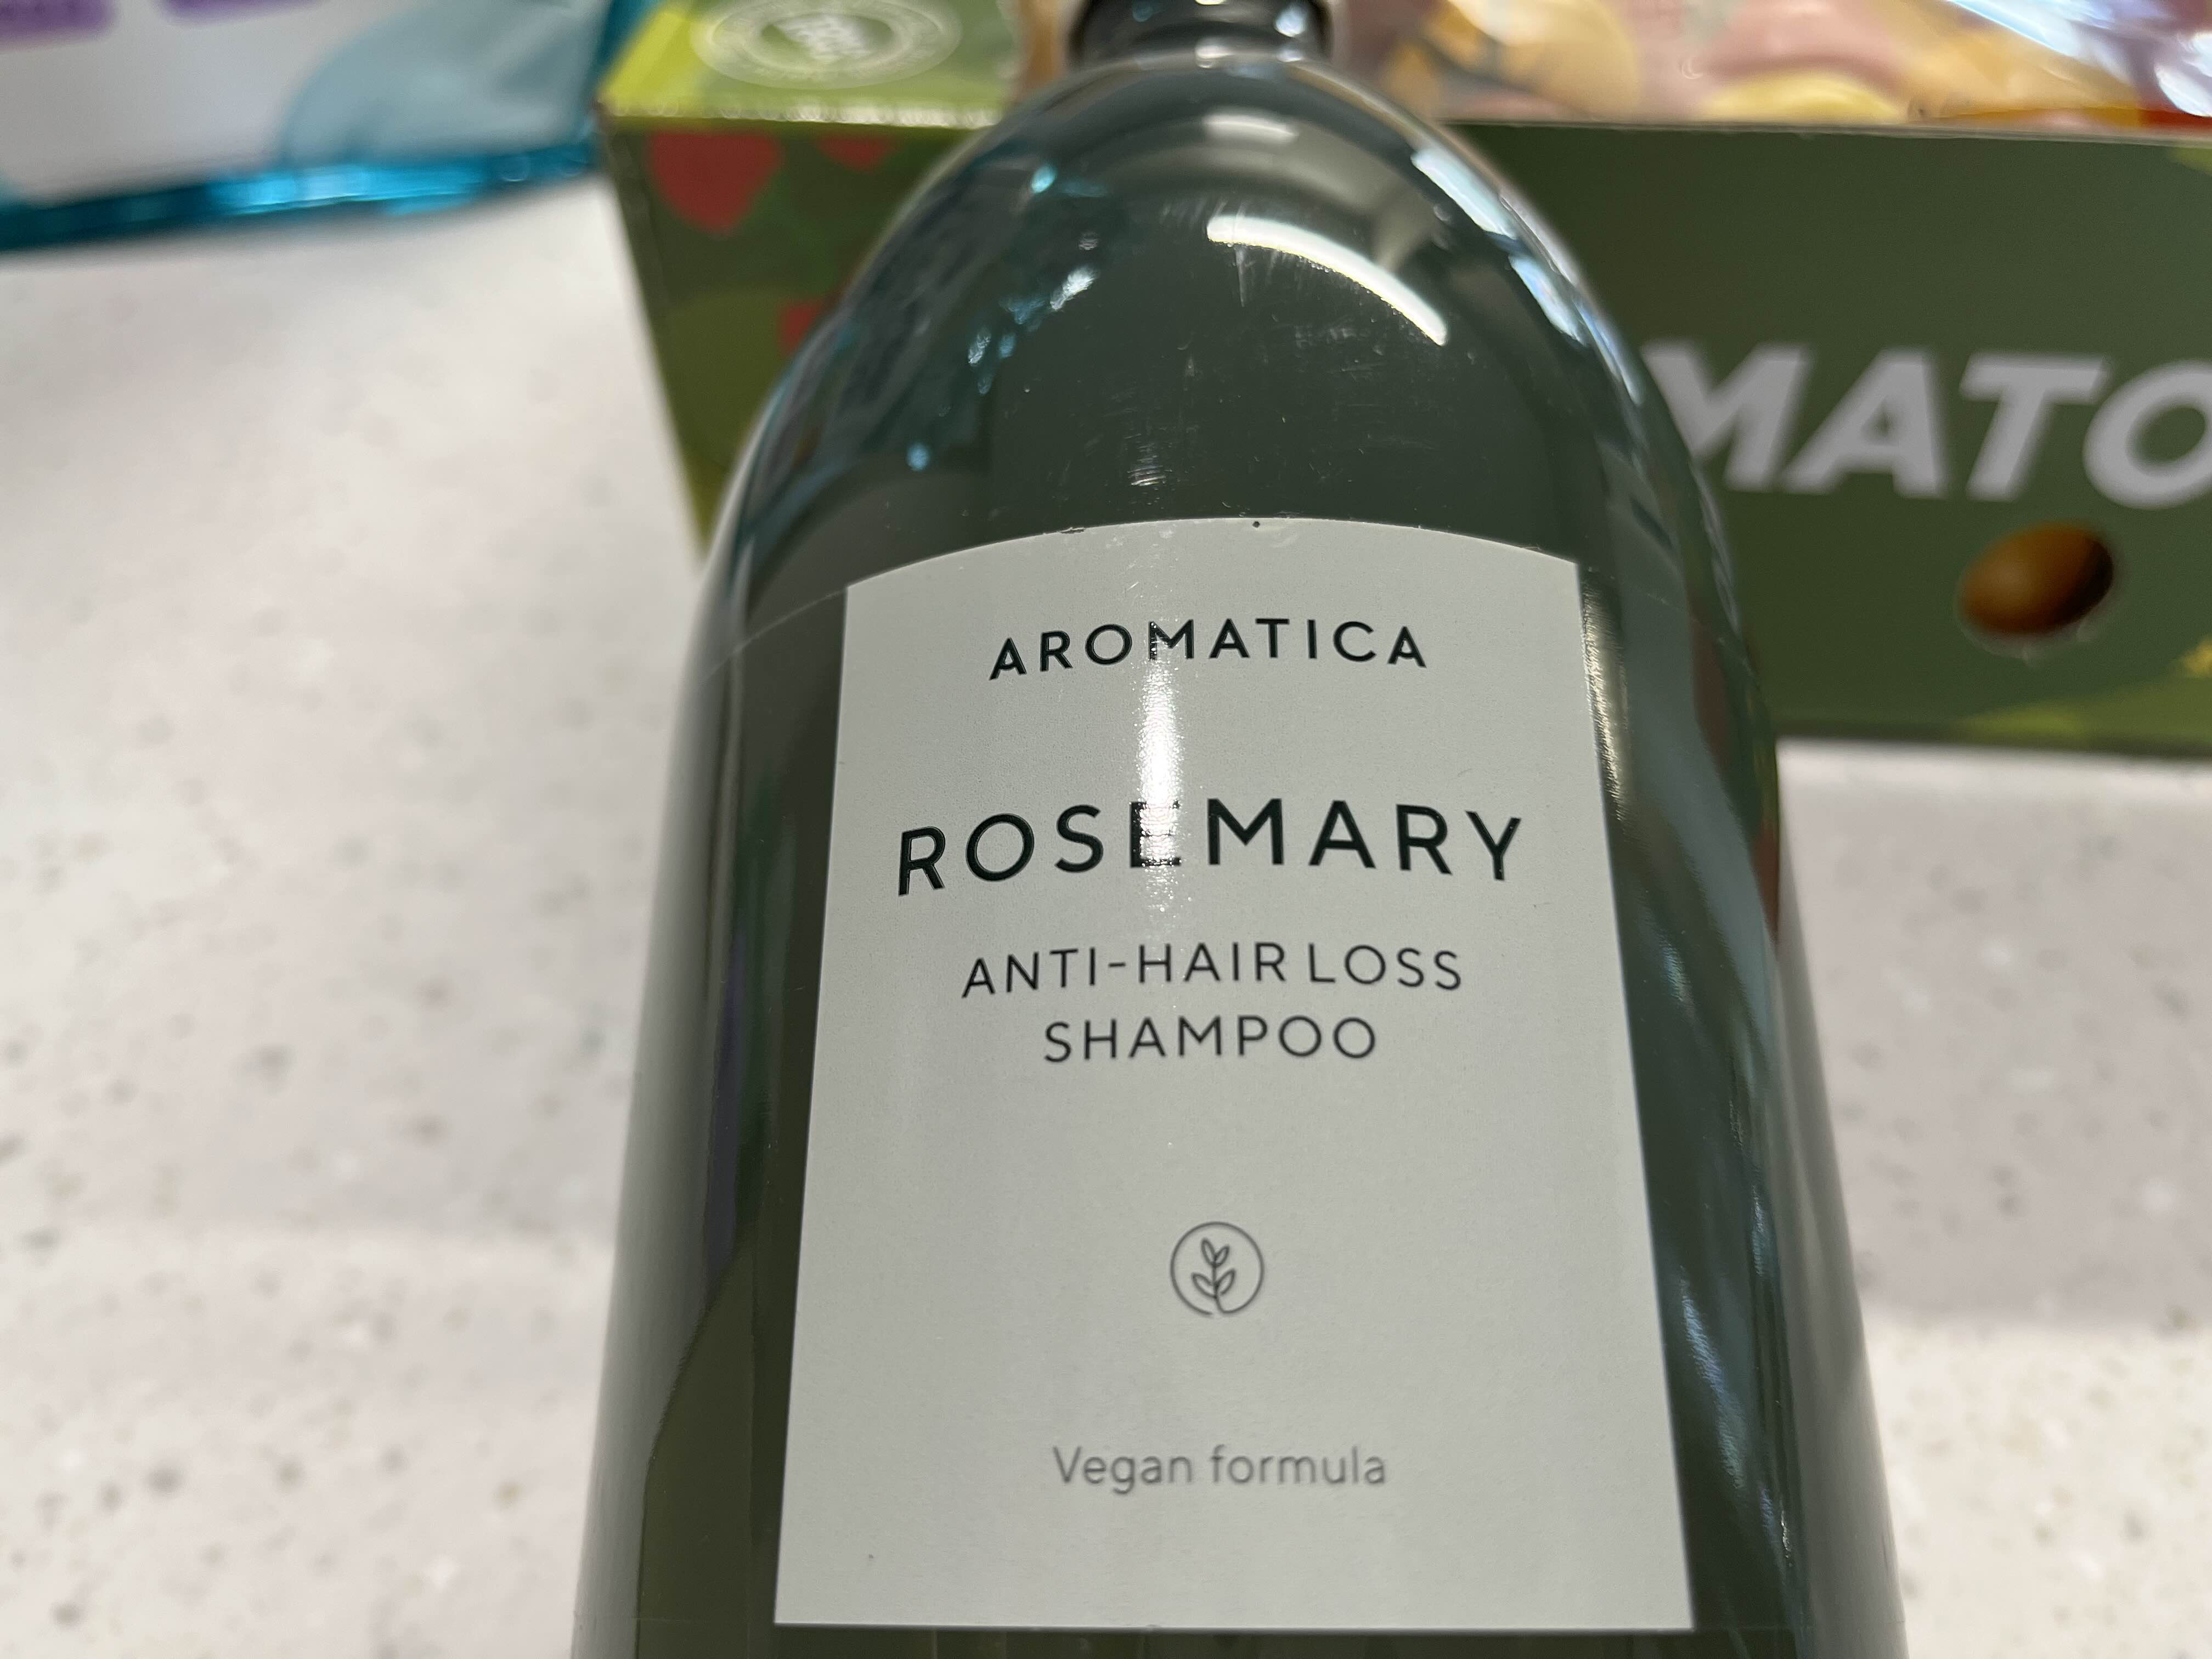 MATO
AROMATICA
ROSEMARY
ANTI-HAIR LOSS
SHAMPOO
Vegan formula